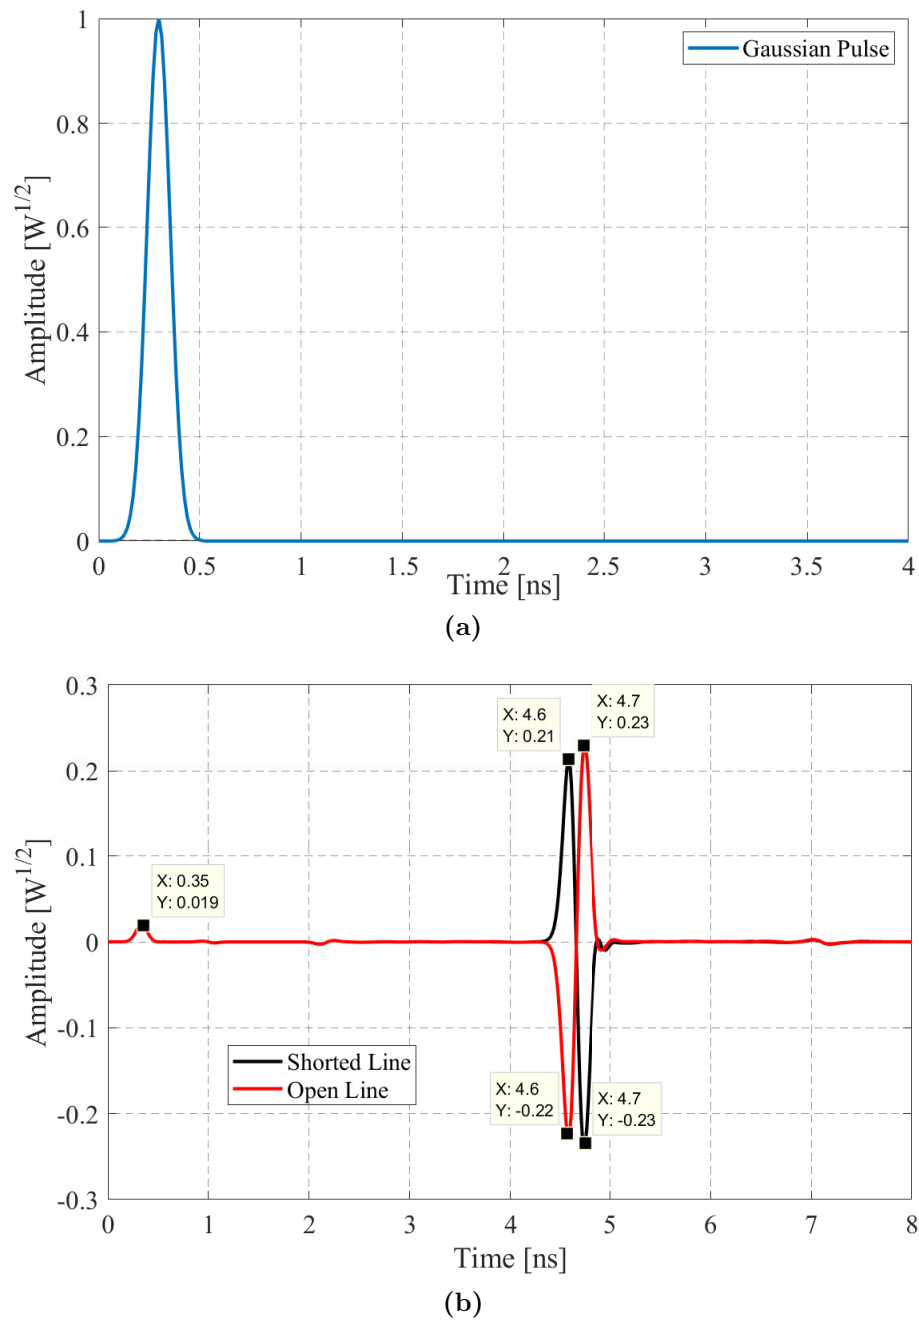 Amplitude [W^1/2]
1
0.8
0.6
0.4
0.2
0
Gaussian Pulse
0 0.5 1 1.5 2 2.5 3 3.5 4
Time [ns]
(a)
Amplitude [W^1/2]
0.3
0.2
0.1
0
-0.1
-0.2
-0.3
X: 4.6
Y: 0.21
X: 4.7
Y: 0.23
X: 0.35
Y: 0.019
Shorted Line
Open Line
X: 4.6
Y: -0.22
X: 4.7
Y: -0.23
0 1 2 3 4 5 6 7 8
Time [ns]
(b)